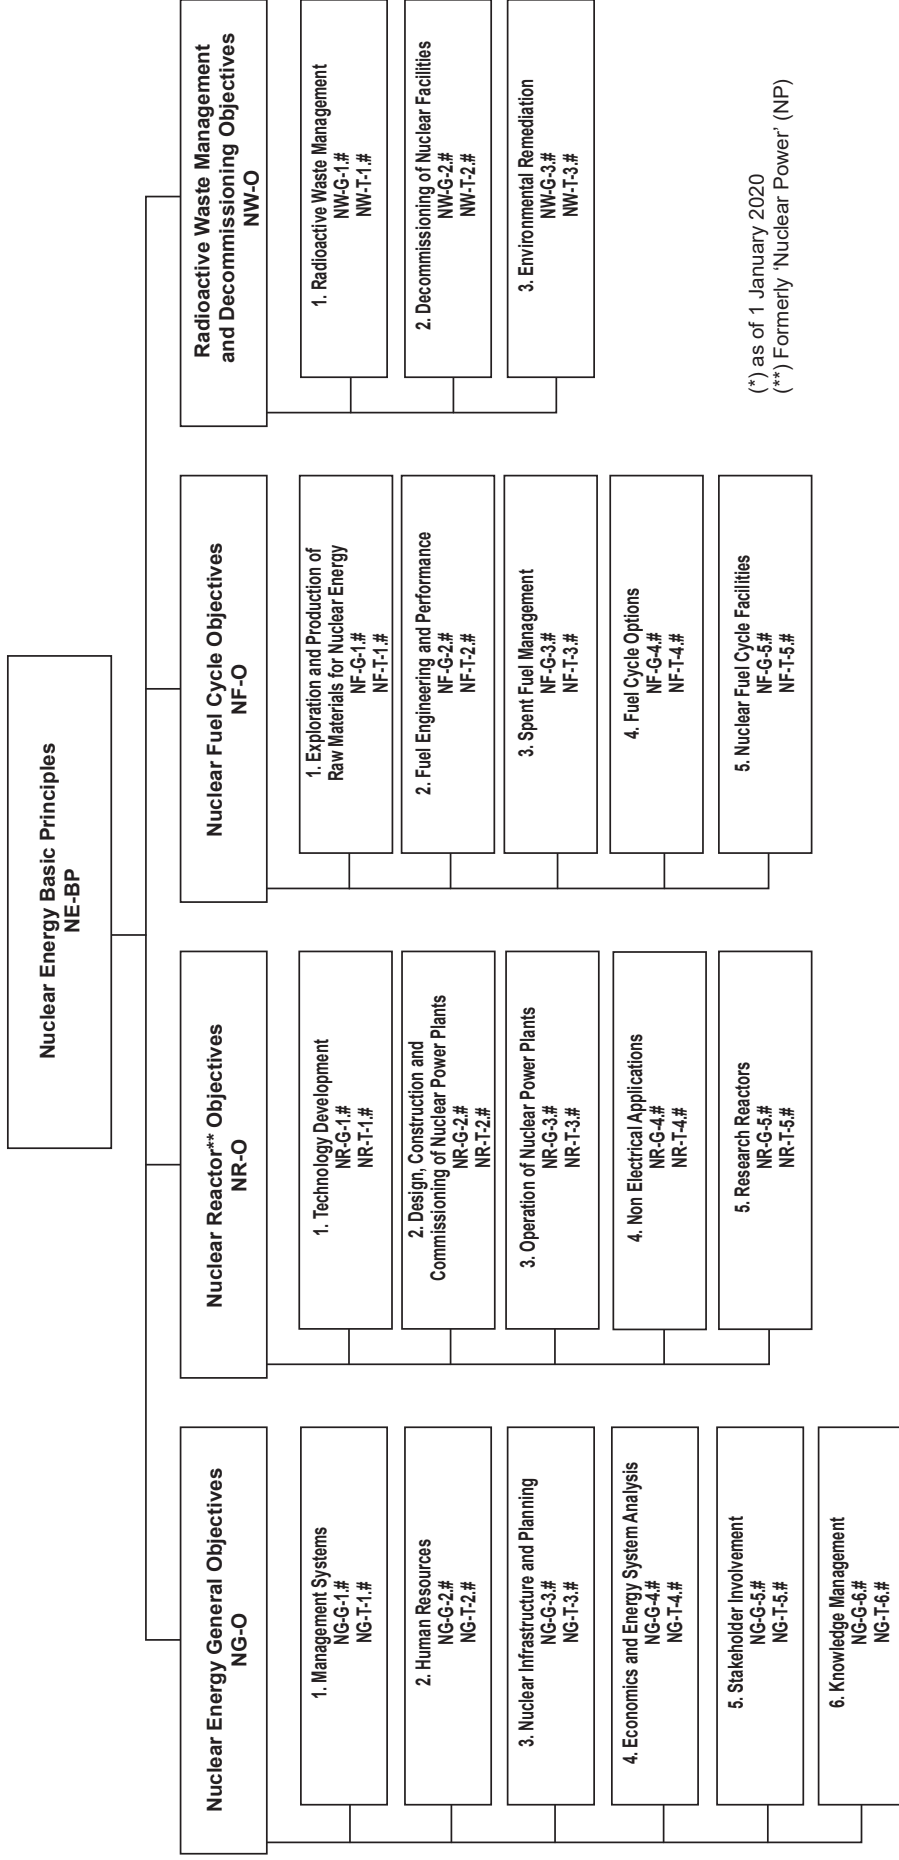 Nuclear Energy Basic Principles
NE-BP
Nuclear Energy General Objectives
NG-O
1. Management Systems
NG-G-1.#
NG-T-1.#
2. Human Resources
NG-G-2.#
NG-T-2.#
3. Nuclear Infrastructure and Planning
NG-G-3.#
NG-T-3.#
4. Economics and Energy System Analysis
NG-G-4.#
NG-T-4.#
5. Stakeholder Involvement
NG-G-5.#
NG-T-5.#
6. Knowledge Management
NG-G-6.#
NG-T-6.#
Nuclear Reactor** Objectives
NR-O
1. Technology Development
NR-G-1.#
NR-T-1.#
2. Design, Construction and
Commissioning of Nuclear Power Plants
NR-G-2.#
NR-T-2.#
3. Operation of Nuclear Power Plants
NR-G-3.#
NR-T-3.#
4. Non Electrical Applications
NR-G-4.#
NR-T-4.#
5. Research Reactors
NR-G-5.#
NR-T-5.#
Nuclear Fuel Cycle Objectives
NF-O
1. Exploration and Production of
Raw Materials for Nuclear Energy
NF-G-1.#
NF-T-1.#
2. Fuel Engineering and Performance
NF-G-2.#
NF-T-2.#
3. Spent Fuel Management
NF-G-3.#
NF-T-3.#
4. Fuel Cycle Options
NF-G-4.#
NF-T-4.#
5. Nuclear Fuel Cycle Facilities
NF-G-5.#
NF-T-5.#
Radioactive Waste Management
and Decommissioning Objectives
NW-O
1. Radioactive Waste Management
NW-G-1.#
NW-T-1.#
2. Decommissioning of Nuclear Facilities
NW-G-2.#
NW-T-2.#
3. Environmental Remediation
NW-G-3.#
NW-T-3.#
(*) as of 1 January 2020
(**) Formerly ‘Nuclear Power’ (NP)